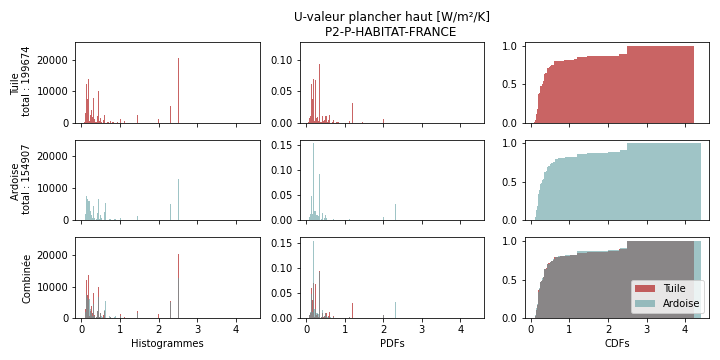 U-valeur plancher haut [W/m²/K]
P2-P-HABITAT-FRANCE
Tuile
total : 199674
20000
10000
0
0.10
0.05
0.00
1.0
0.5
0.0
Ardoise
total : 154907
20000
10000
0
0.15
0.10
0.05
0.00
1.0
0.5
0.0
Combinée
20000
10000
0
0.15
0.10
0.05
0.00
1.0
0.5
0.0
Tuile
Ardoise
0 1 2 3 4
0 1 2 3 4
0 1 2 3 4
Histogrammes
PDFs
CDFs